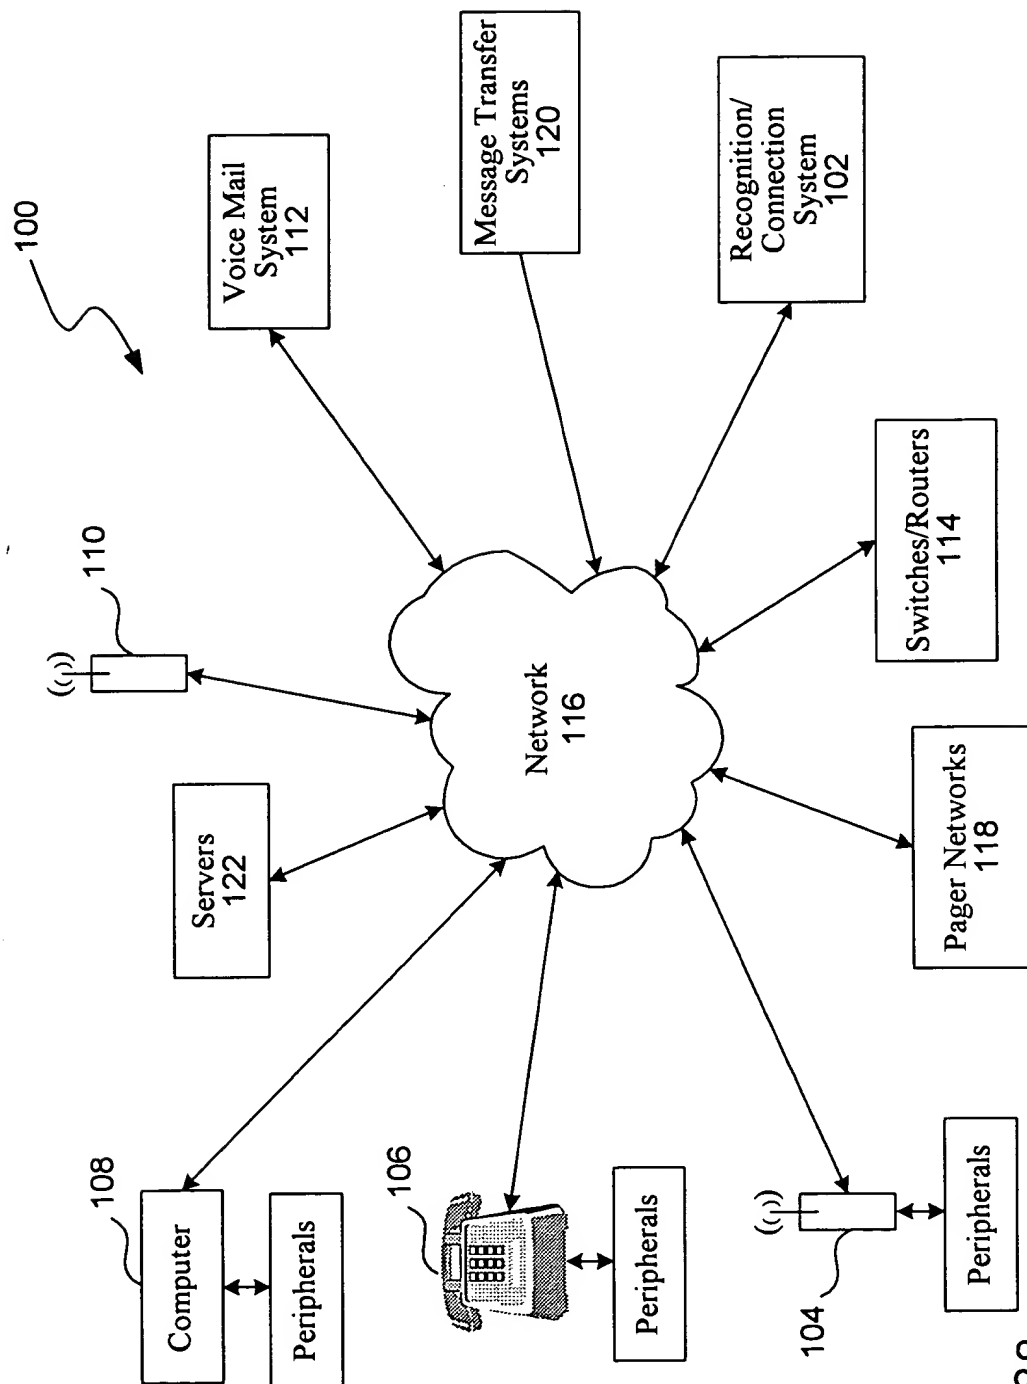 100
Voice Mail
System
112
Message Transfer
Systems
120
Recognition/
Connection
System
102
110
Servers
122
Network
116
Switches/Routers
114
Pager Networks
118
108
Computer
Peripherals
106
Peripherals
104
Peripherals